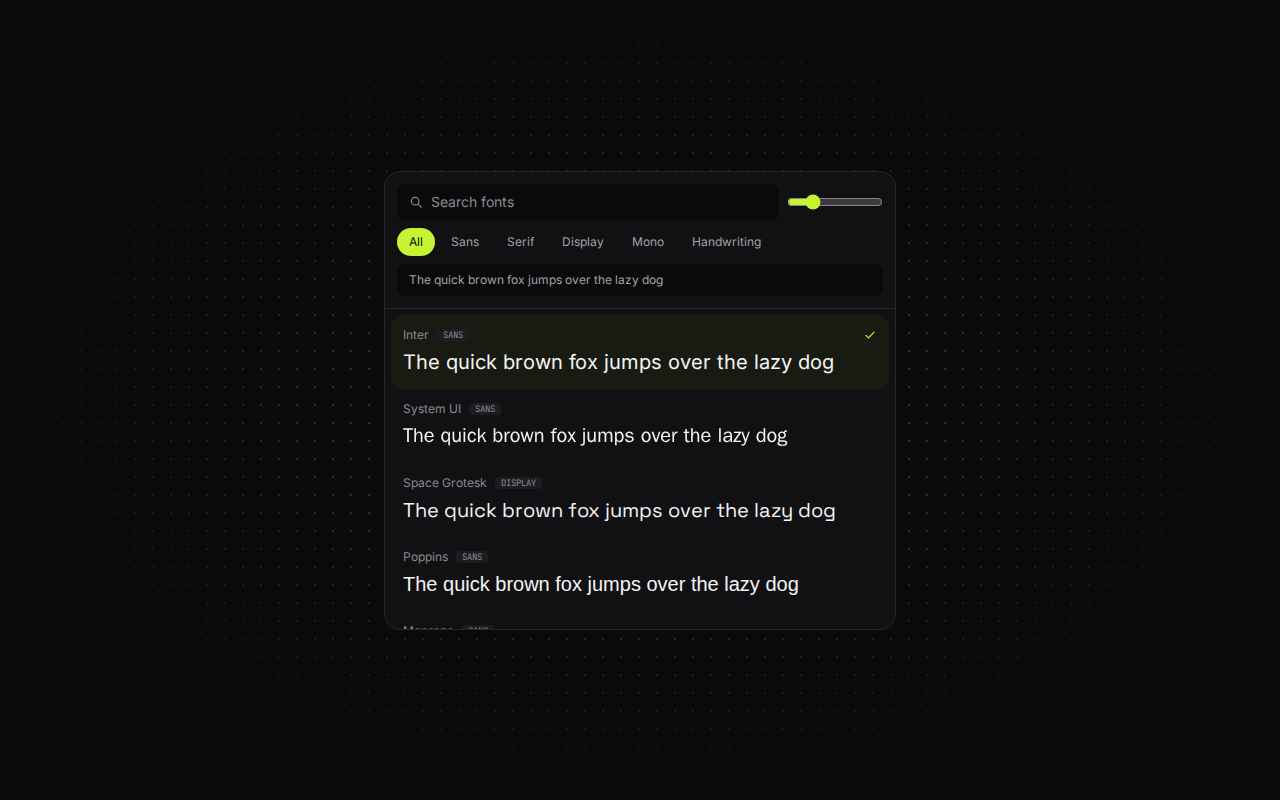 Search fonts
All Sans Serif Display Mono Handwriting
The quick brown fox jumps over the lazy dog
Inter SANS
The quick brown fox jumps over the lazy dog
System UI SANS
The quick brown fox jumps over the lazy dog
Space Grotesk DISPLAY
The quick brown fox jumps over the lazy dog
Poppins SANS
The quick brown fox jumps over the lazy dog